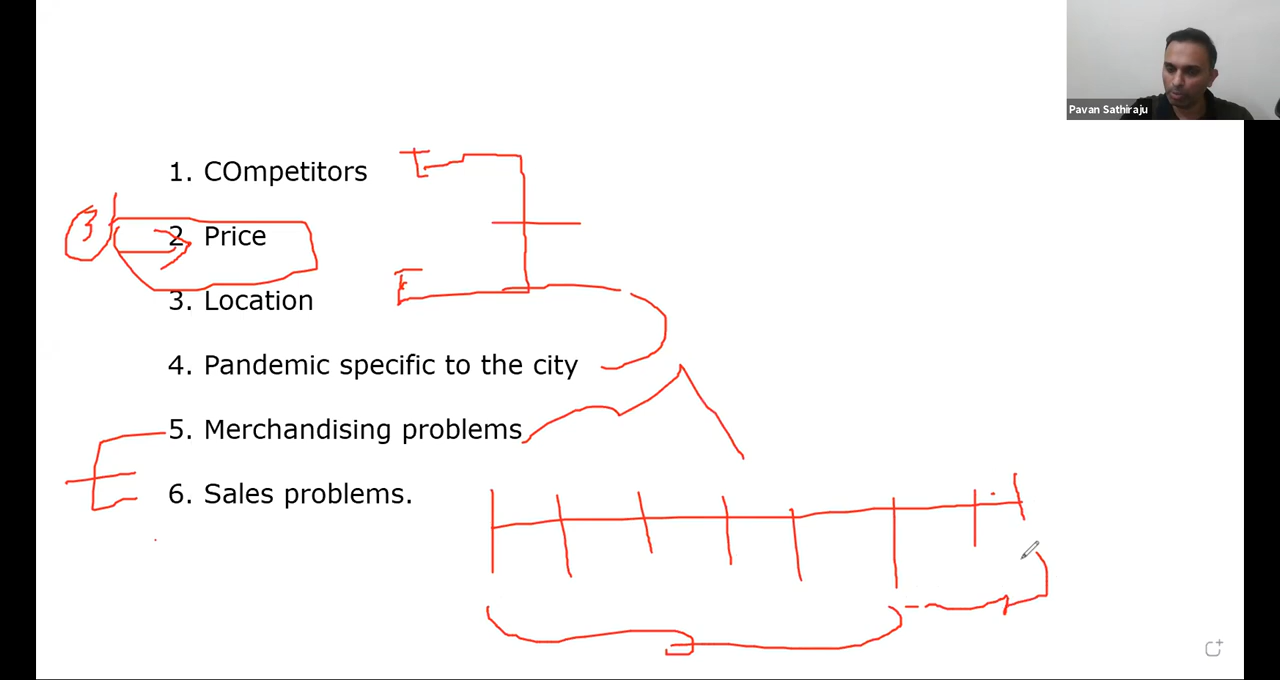 Pavan Sathiraju
1. COmpetitors
2. Price
3. Location
4. Pandemic specific to the city
5. Merchandising problems
6. Sales problems.